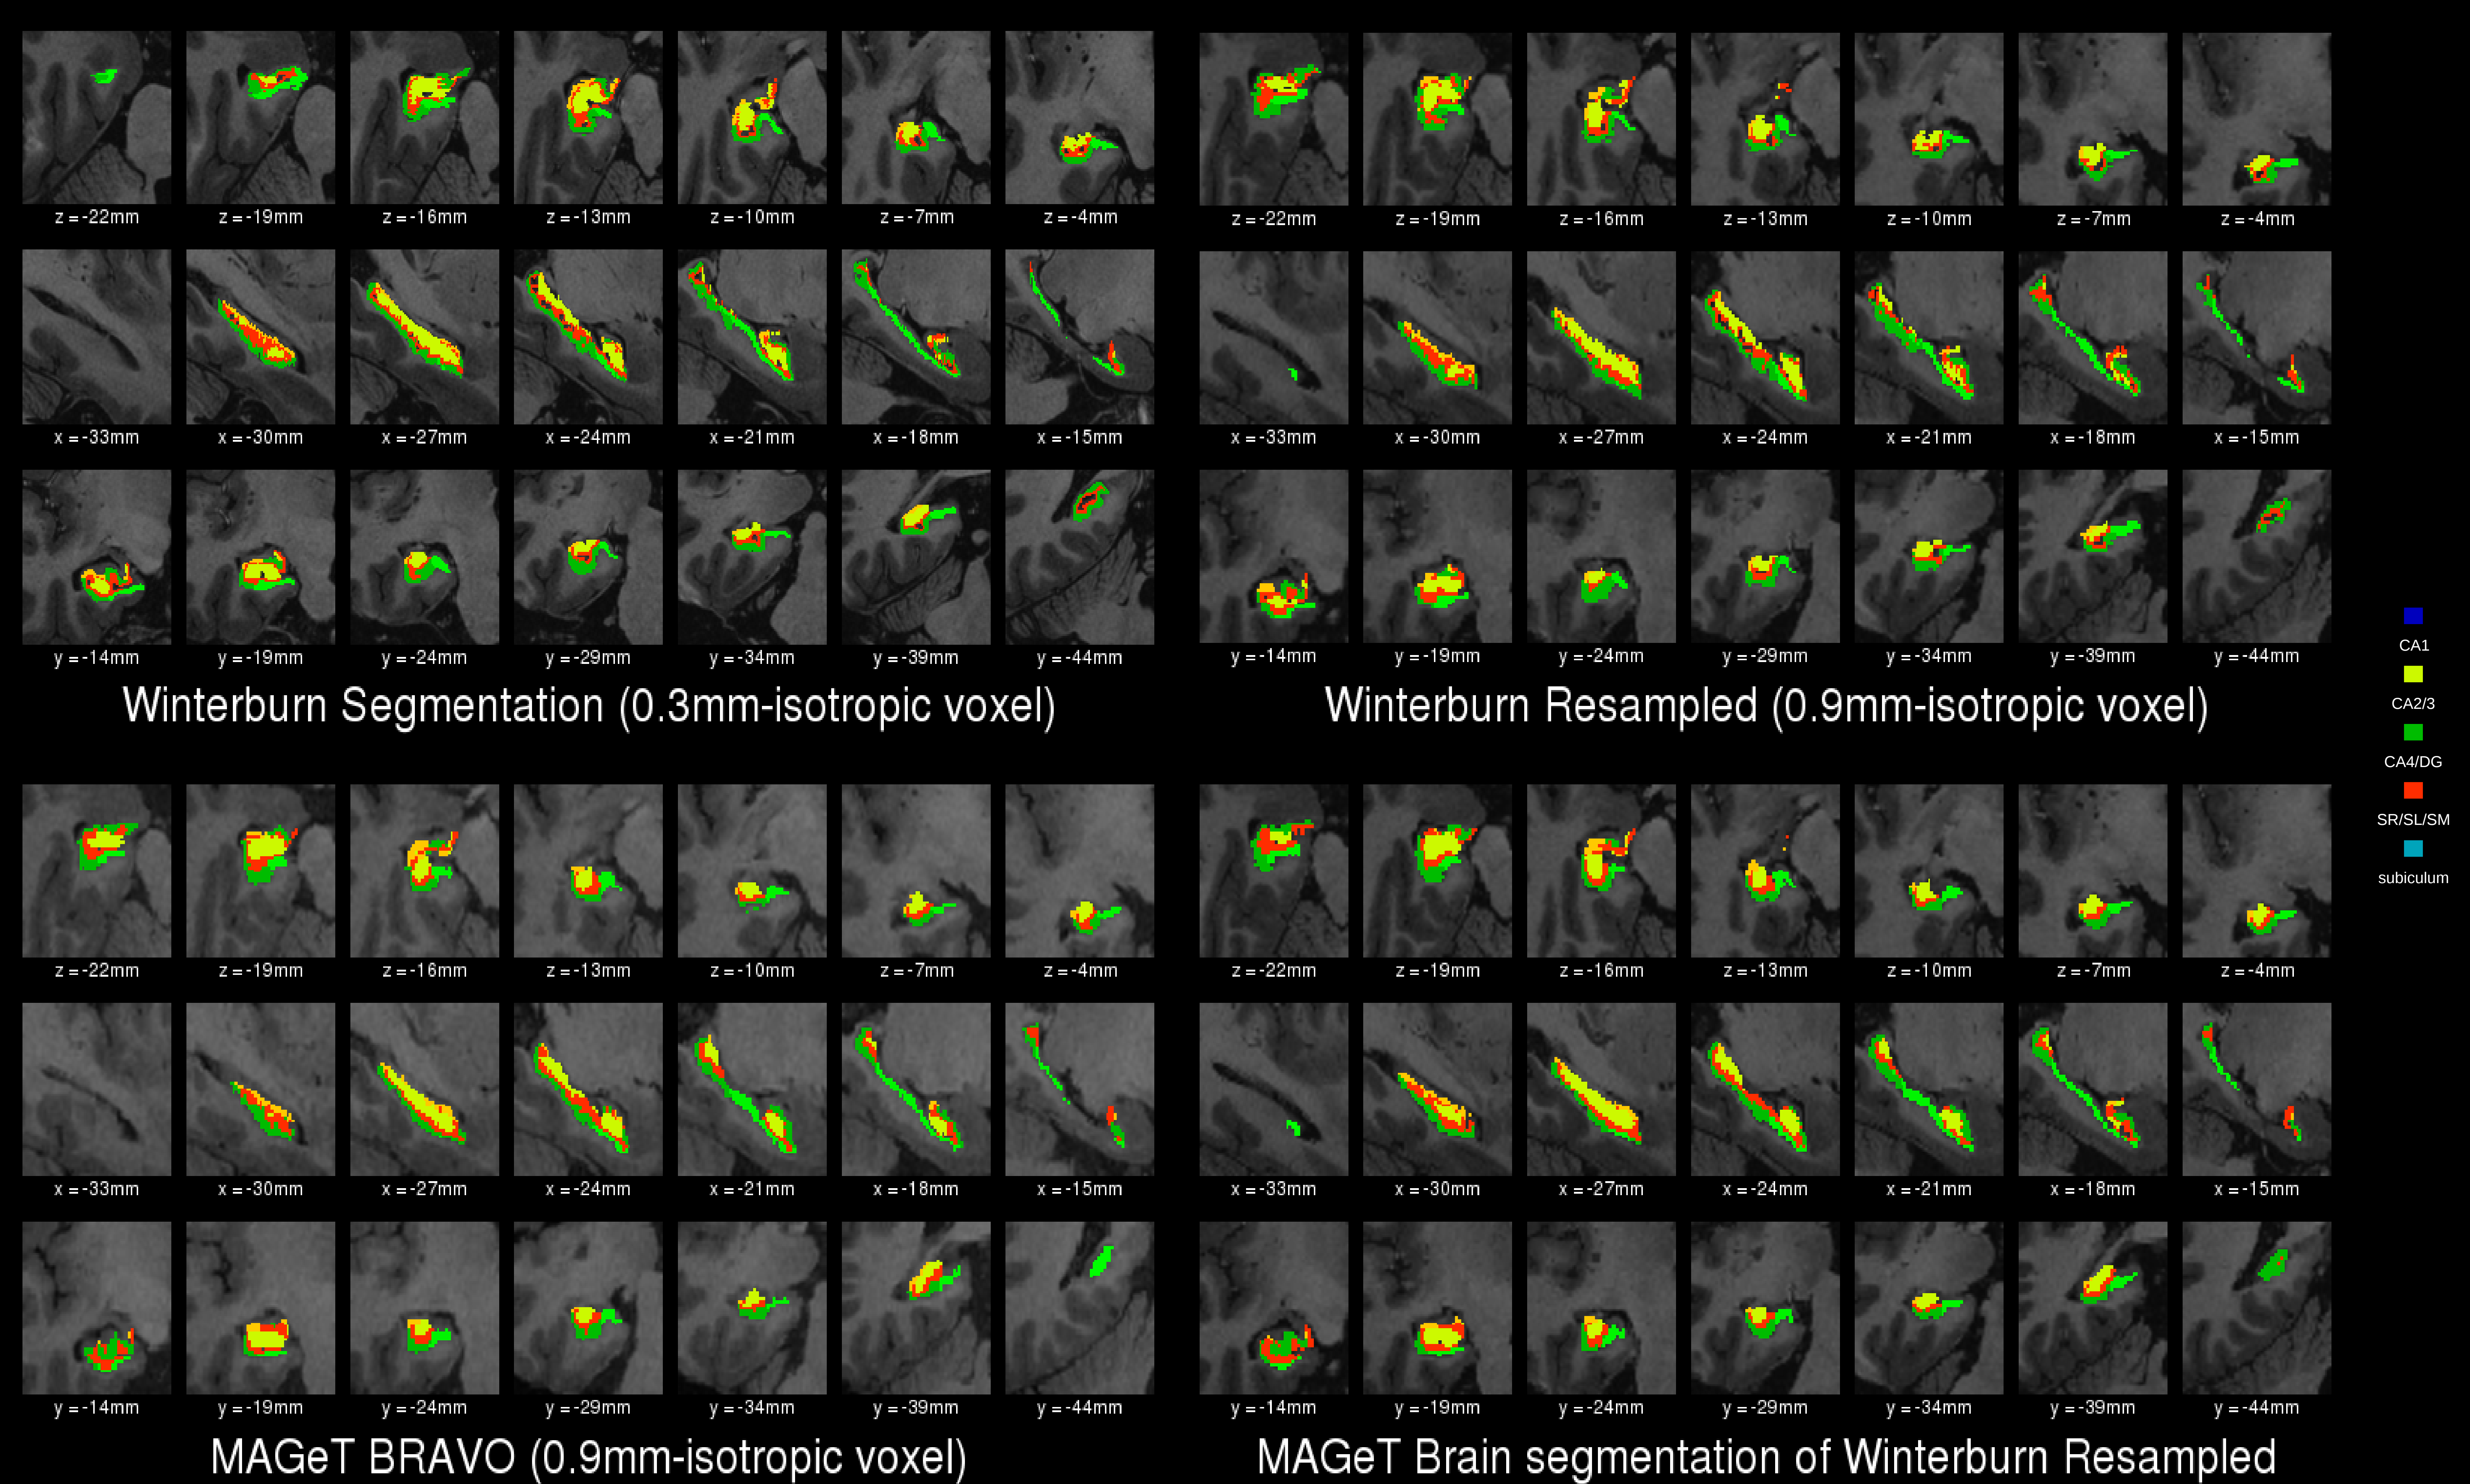 z = -22mm z = -19mm z = -16mm z = -13mm z = -10mm z = -7mm z = -4mm
x = -33mm x = -30mm x = -27mm x = -24mm x = -21mm x = -18mm x = -15mm
y = -14mm y = -19mm y = -24mm y = -29mm y = -34mm y = -39mm y = -44mm
Winterburn Segmentation (0.3mm-isotropic voxel)
z = -22mm z = -19mm z = -16mm z = -13mm z = -10mm z = -7mm z = -4mm
x = -33mm x = -30mm x = -27mm x = -24mm x = -21mm x = -18mm x = -15mm
y = -14mm y = -19mm y = -24mm y = -29mm y = -34mm y = -39mm y = -44mm
Winterburn Resampled (0.9mm-isotropic voxel)
z = -22mm z = -19mm z = -16mm z = -13mm z = -10mm z = -7mm z = -4mm
x = -33mm x = -30mm x = -27mm x = -24mm x = -21mm x = -18mm x = -15mm
y = -14mm y = -19mm y = -24mm y = -29mm y = -34mm y = -39mm y = -44mm
MAGeT BRAVO (0.9mm-isotropic voxel)
z = -22mm z = -19mm z = -16mm z = -13mm z = -10mm z = -7mm z = -4mm
x = -33mm x = -30mm x = -27mm x = -24mm x = -21mm x = -18mm x = -15mm
y = -14mm y = -19mm y = -24mm y = -29mm y = -34mm y = -39mm y = -44mm
MAGeT Brain segmentation of Winterburn Resampled
CA1
CA2/3
CA4/DG
SR/SL/SM
subiculum